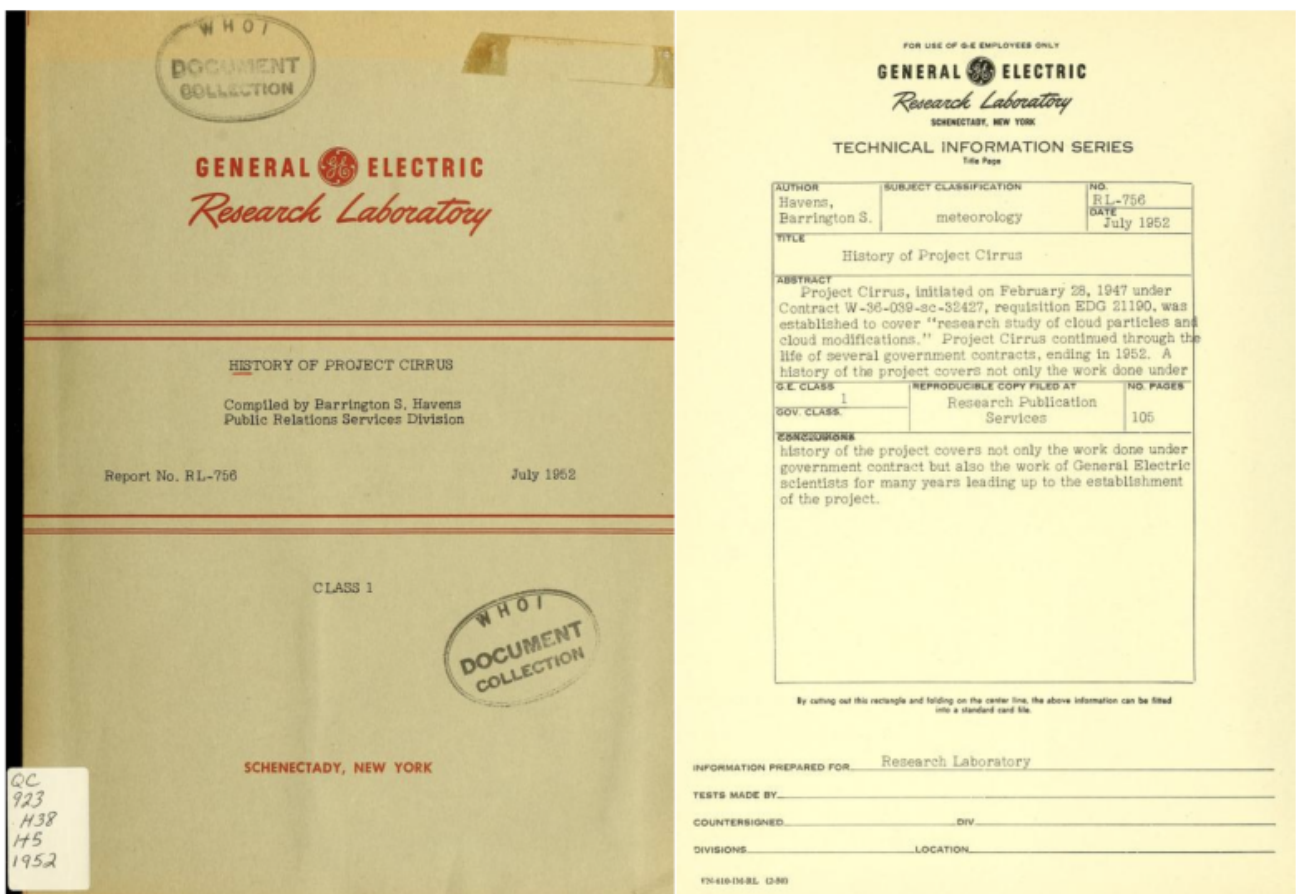 WHOI
DOCUMENT
COLLECTION
GENERAL GE ELECTRIC
Research Laboratory
HISTORY OF PROJECT CIRRUS
Compiled by Barrington S. Havens
Public Relations Services Division
Report No. RL-756 July 1952
CLASS 1
WHOI
DOCUMENT
COLLECTION
SCHENECTADY, NEW YORK
QC
923
.H38
H5
1952
FOR USE OF G-E EMPLOYEES ONLY
GENERAL GE ELECTRIC
Research Laboratory
SCHENECTADY, NEW YORK
TECHNICAL INFORMATION SERIES
Title Page
AUTHOR SUBJECT CLASSIFICATION NO.
Havens, RL-756
Barrington S. meteorology DATE
July 1952
TITLE
History of Project Cirrus
ABSTRACT
Project Cirrus, initiated on February 28, 1947 under
Contract W-36-039-sc-32427, requisition EDG 21190, was
established to cover "research study of cloud particles and
cloud modifications." Project Cirrus continued through the
life of several government contracts, ending in 1952. A
history of the project covers not only the work done under
G.E. CLASS REPRODUCIBLE COPY FILED AT NO. PAGES
1 Research Publication
GOV. CLASS. Services 105
CONCLUSIONS
history of the project covers not only the work done under
government contract but also the work of General Electric
scientists for many years leading up to the establishment
of the project.
By cutting out this rectangle and folding on the center line, the above information can be fitted
into a standard card file.
INFORMATION PREPARED FOR Research Laboratory
TESTS MADE BY
COUNTERSIGNED DIV
DIVISIONS LOCATION